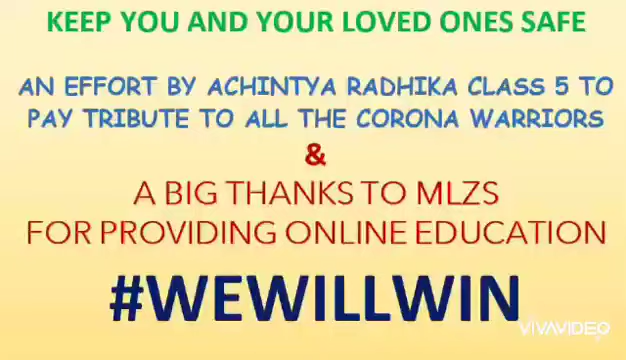 KEEP YOU AND YOUR LOVED ONES SAFE
AN EFFORT BY ACHINTYA RADHIKA CLASS 5 TO
PAY TRIBUTE TO ALL THE CORONA WARRIORS
&
A BIG THANKS TO MLZS
FOR PROVIDING ONLINE EDUCATION
#WEWILLWIN
VIVAVIDEO